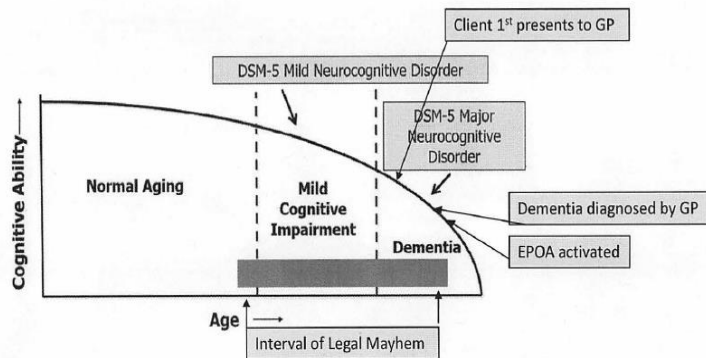 Client 1st presents to GP
DSM-5 Mild Neurocognitive Disorder
DSM-5 Major
Neurocognitive
Disorder
Cognitive Ability
Normal Aging
Mild
Cognitive
Impairment
Dementia
Dementia diagnosed by GP
EPOA activated
Age
Interval of Legal Mayhem